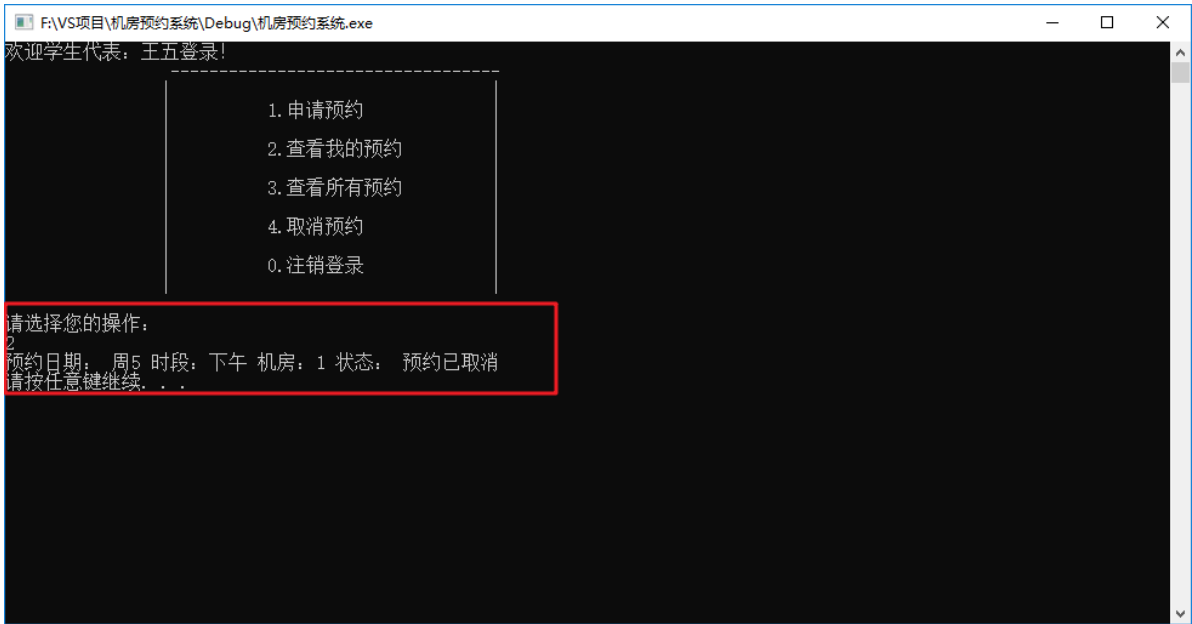 F:\VS项目\机房预约系统\Debug\机房预约系统.exe
欢迎学生代表：王五登录!
----------------------------------
1.申请预约
2.查看我的预约
3.查看所有预约
4.取消预约
0.注销登录
请选择您的操作：
2
预约日期： 周5 时段：下午 机房：1 状态： 预约已取消
请按任意键继续. . .